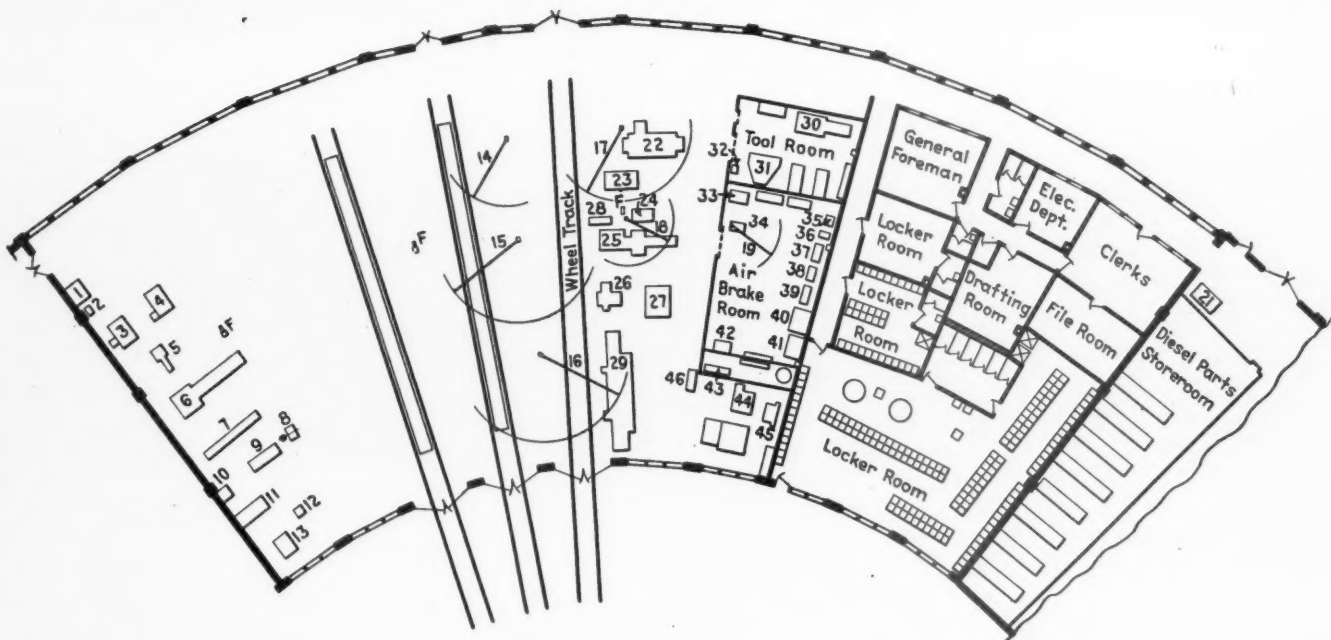 1
2
3
4
5
6
7
8
9
10
11
12
13
F
F
14
15
16
Wheel Track
17
22
23
F
24
28
18
25
26
27
29
30
Tool Room
32
31
33
34
35
36
19
37
Air
Brake
Room
38
39
40
41
42
43
46
44
45
General
Foreman
Elec.
Dept.
Locker
Room
Clerks
Drafting
Room
Locker
Room
File Room
21
Diesel Parts
Storeroom
Locker Room